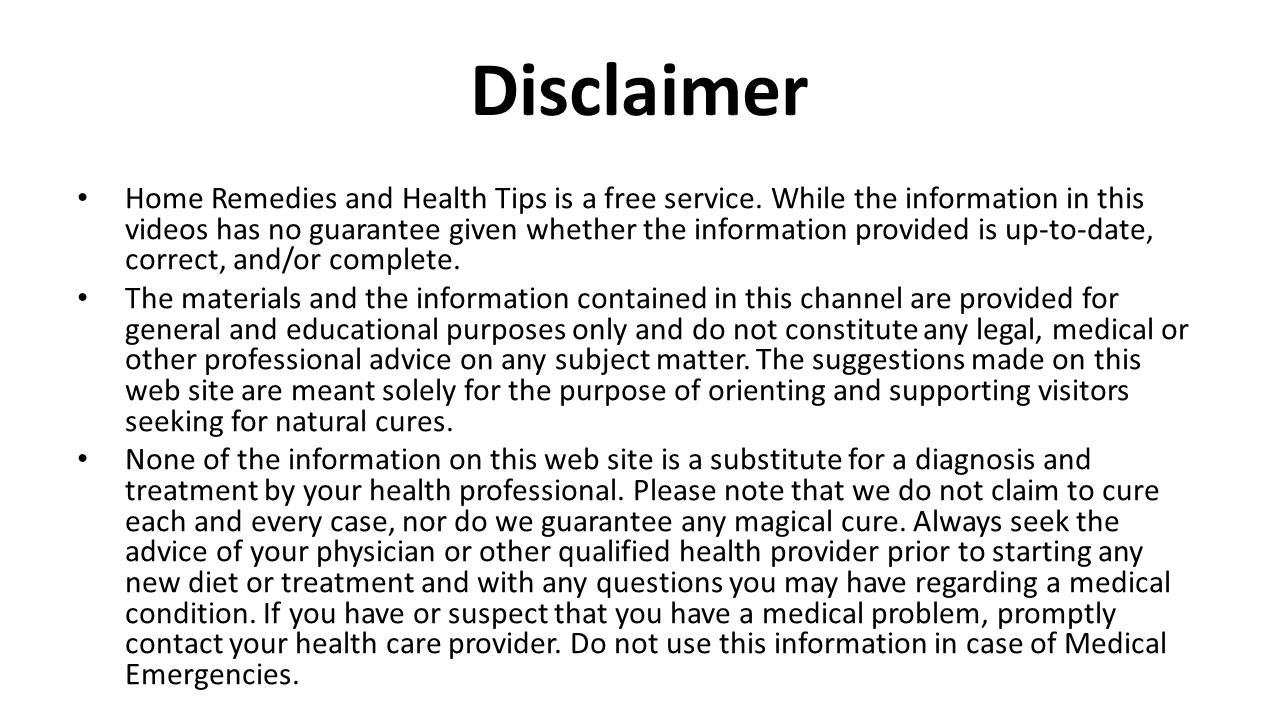 Disclaimer
• Home Remedies and Health Tips is a free service. While the information in this
videos has no guarantee given whether the information provided is up-to-date,
correct, and/or complete.
• The materials and the information contained in this channel are provided for
general and educational purposes only and do not constitute any legal, medical or
other professional advice on any subject matter. The suggestions made on this
web site are meant solely for the purpose of orienting and supporting visitors
seeking for natural cures.
• None of the information on this web site is a substitute for a diagnosis and
treatment by your health professional. Please note that we do not claim to cure
each and every case, nor do we guarantee any magical cure. Always seek the
advice of your physician or other qualified health provider prior to starting any
new diet or treatment and with any questions you may have regarding a medical
condition. If you have or suspect that you have a medical problem, promptly
contact your health care provider. Do not use this information in case of Medical
Emergencies.